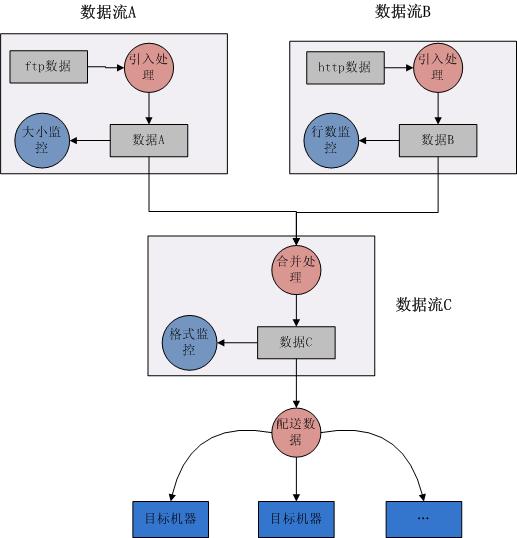 数据流A
数据流B
ftp数据
引入处
理
http数据
引入处
理
大小监
控
数据A
行数监
控
数据B
合并处
理
数据流C
格式监
控
数据C
配送数
据
目标机器
目标机器
…